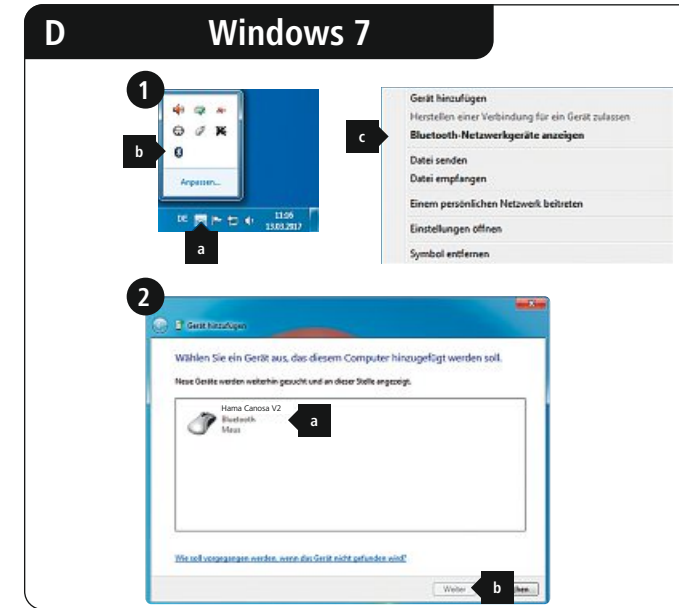 D Windows 7
1
b
Anpassen...
DE 11:06
13.03.2017
a
c
Gerät hinzufügen
Herstellen einer Verbindung für ein Gerät zulassen
Bluetooth-Netzwerkgeräte anzeigen
Datei senden
Datei empfangen
Einem persönlichen Netzwerk beitreten
Einstellungen öffnen
Symbol entfernen
2
Gerät hinzufügen
Wählen Sie ein Gerät aus, das diesem Computer hinzugefügt werden soll.
Neue Geräte werden weiterhin gesucht und an dieser Stelle angezeigt.
Hama Canosa V2
Bluetooth
Maus
a
Wie soll vorgegangen werden, wenn das Gerät nicht gefunden wird?
Weiter b